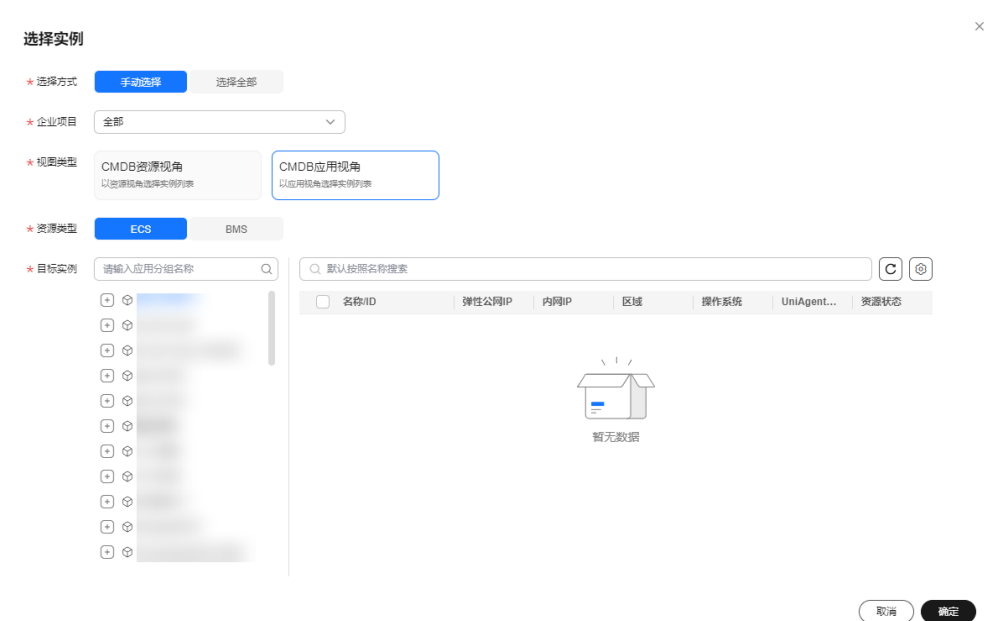 选择实例
* 选择方式 手动选择 选择全部
* 企业项目 全部
* 视图类型 CMDB资源视角 CMDB应用视角
以资源视角选择实例列表 以应用视角选择实例列表
* 资源类型 ECS BMS
* 目标实例 请输入应用分组名称 默认按照名称搜索
名称/ID 弹性公网IP 内网IP 区域 操作系统 UniAgent... 资源状态
暂无数据
取消 确定